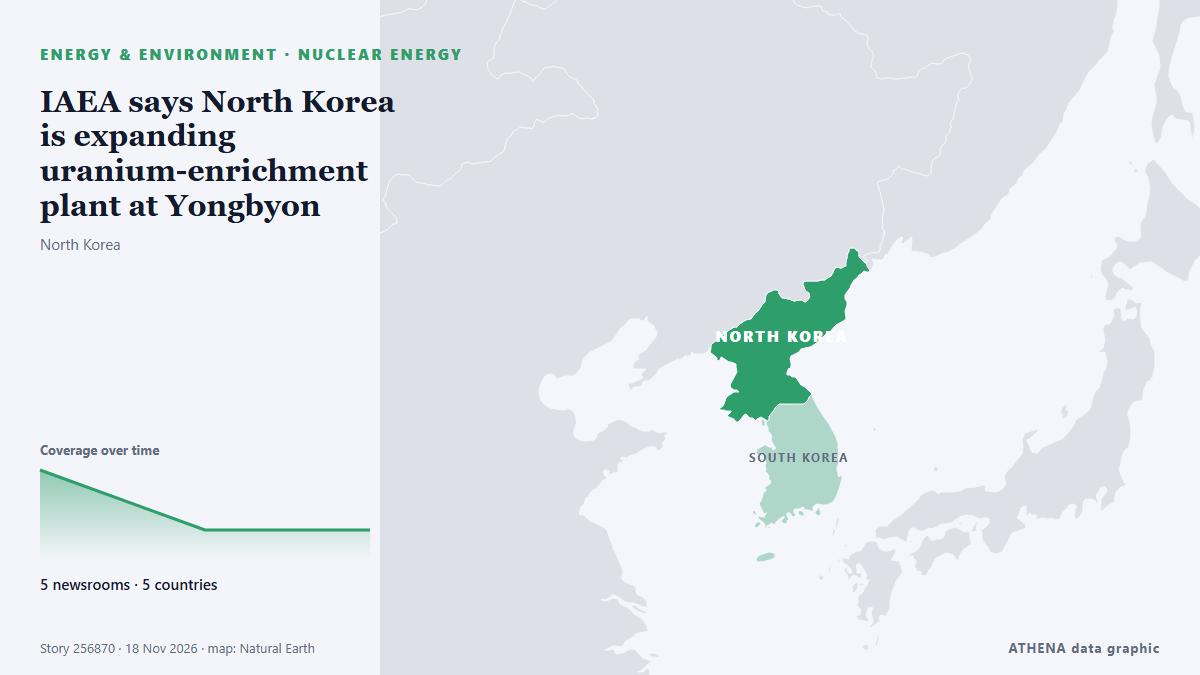 ENERGY & ENVIRONMENT · NUCLEAR ENERGY
IAEA says North Korea
is expanding
uranium-enrichment
plant at Yongbyon
North Korea
NORTH KOREA
SOUTH KOREA
Coverage over time
5 newsrooms · 5 countries
Story 256870 · 18 Nov 2026 · map: Natural Earth
ATHENA data graphic